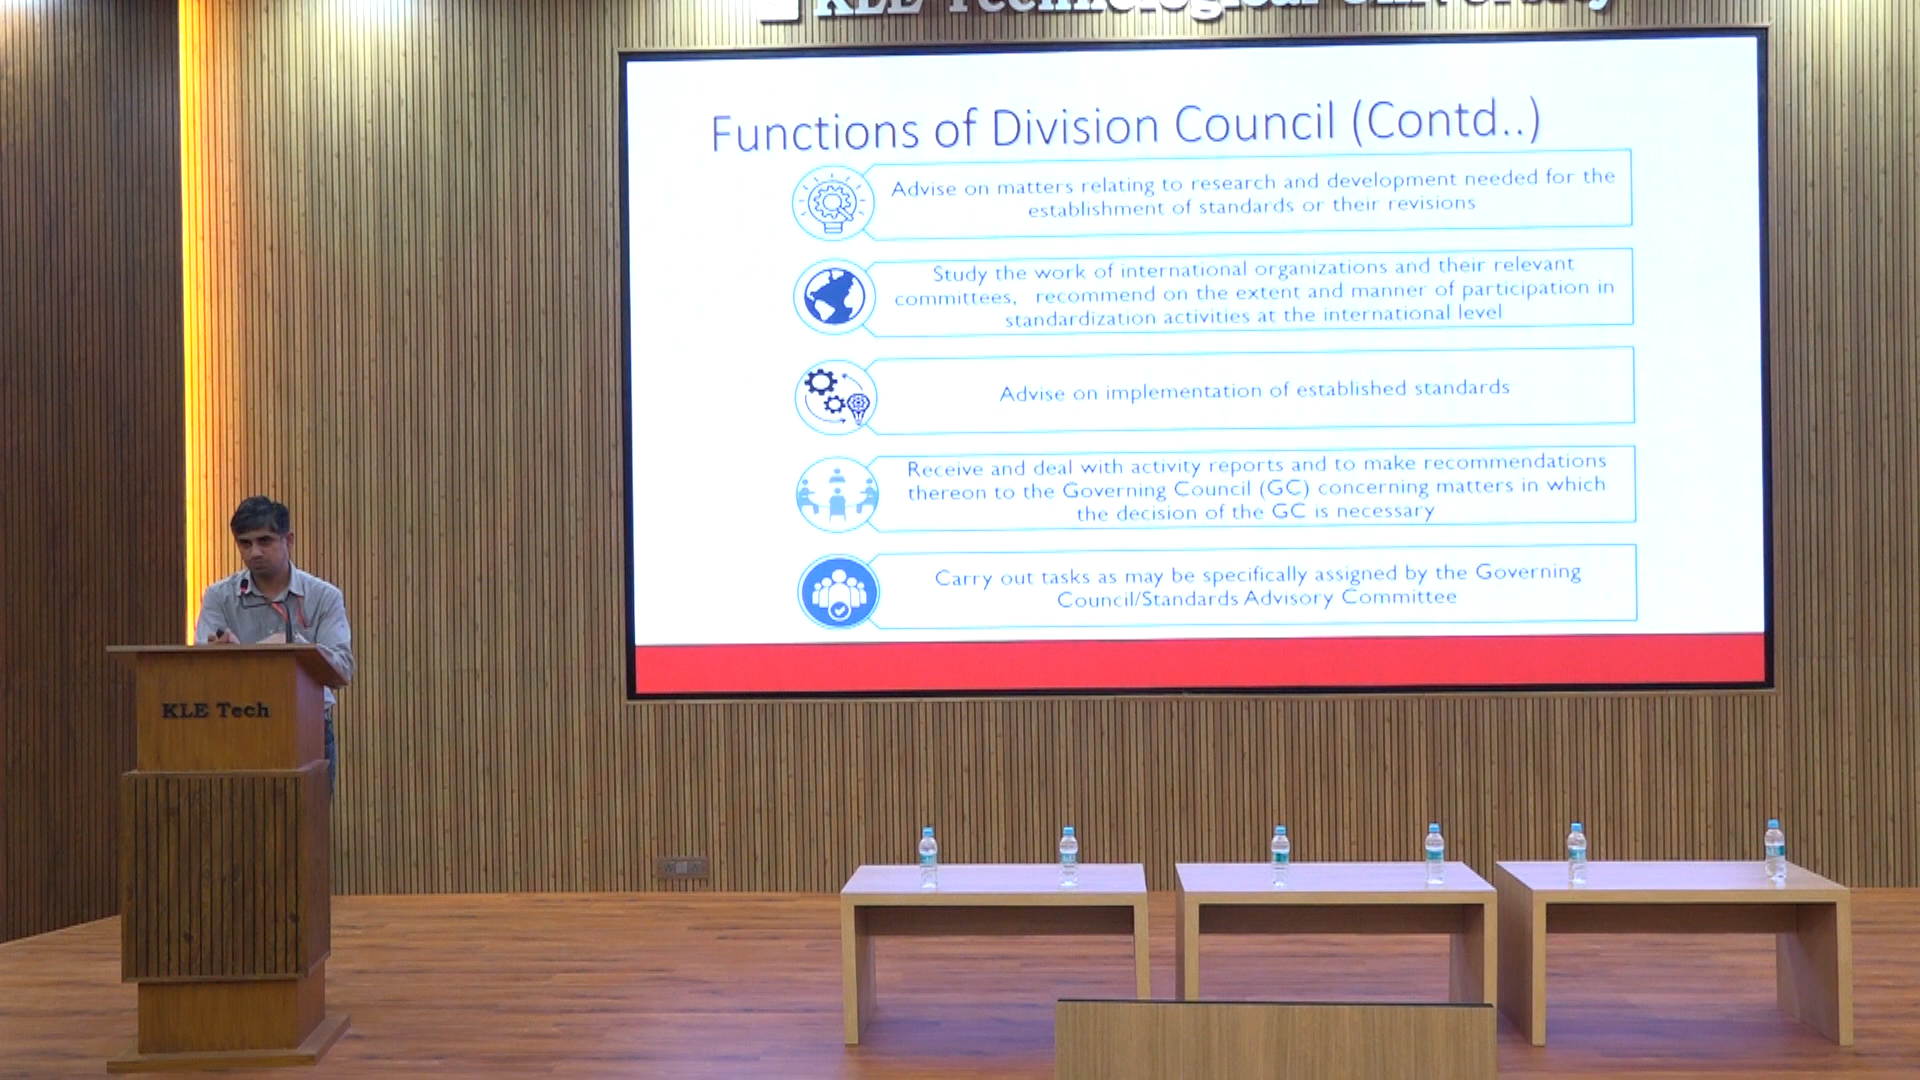 KLE Technological University
Functions of Division Council (Contd..)
Advise on matters relating to research and development needed for the
establishment of standards or their revisions
Study the work of international organizations and their relevant
committees, recommend on the extent and manner of participation in
standardization activities at the international level
Advise on implementation of established standards
Receive and deal with activity reports and to make recommendations
thereon to the Governing Council (GC) concerning matters in which
the decision of the GC is necessary
Carry out tasks as may be specifically assigned by the Governing
Council/Standards Advisory Committee
KLE Tech